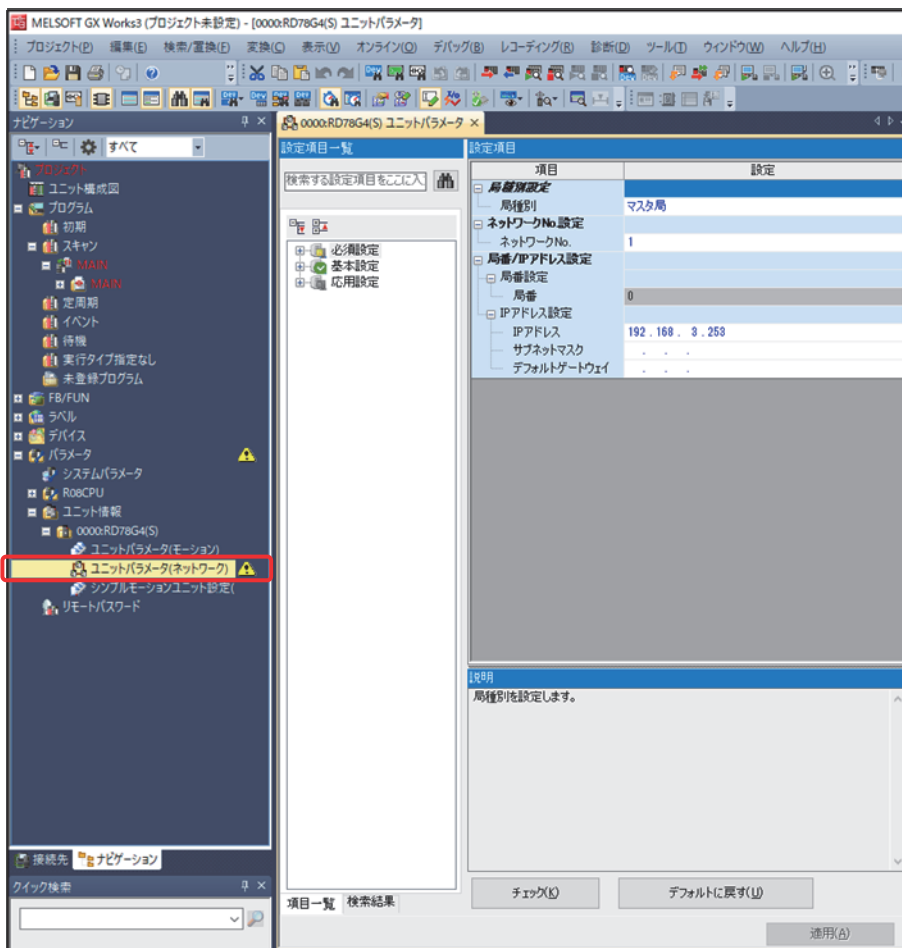 MELSOFT GX Works3 (プロジェクト未設定) - [0000:RD78G4(S) ユニットパラメータ]
プロジェクト(P) 編集(E) 検索/置換(F) 変換(C) 表示(V) オンライン(O) デバッグ(B) レコーディング(R) 診断(D) ツール(T) ウィンドウ(W) ヘルプ(H)
ナビゲーション
すべて
プロジェクト
ユニット構成図
プログラム
初期
スキャン
MAIN
MAIN
定周期
イベント
待機
実行タイプ指定なし
未登録プログラム
FB/FUN
ラベル
デバイス
パラメータ
システムパラメータ
R08CPU
ユニット情報
0000:RD78G4(S)
ユニットパラメータ(モーション)
ユニットパラメータ(ネットワーク)
シンプルモーションユニット設定(
リモートパスワード
接続先 ナビゲーション
クイック検索
0000:RD78G4(S) ユニットパラメータ
設定項目一覧
検索する設定項目をここに入
必須設定
基本設定
応用設定
項目一覧 検索結果
設定項目
項目 設定
局種別設定
局種別 マスタ局
ネットワークNo.設定
ネットワークNo. 1
局番/IPアドレス設定
局番設定
局番 0
IPアドレス設定
IPアドレス 192 . 168 . 3 . 253
サブネットマスク . . .
デフォルトゲートウェイ . . .
説明
局種別を設定します。
チェック(K) デフォルトに戻す(U)
適用(A)